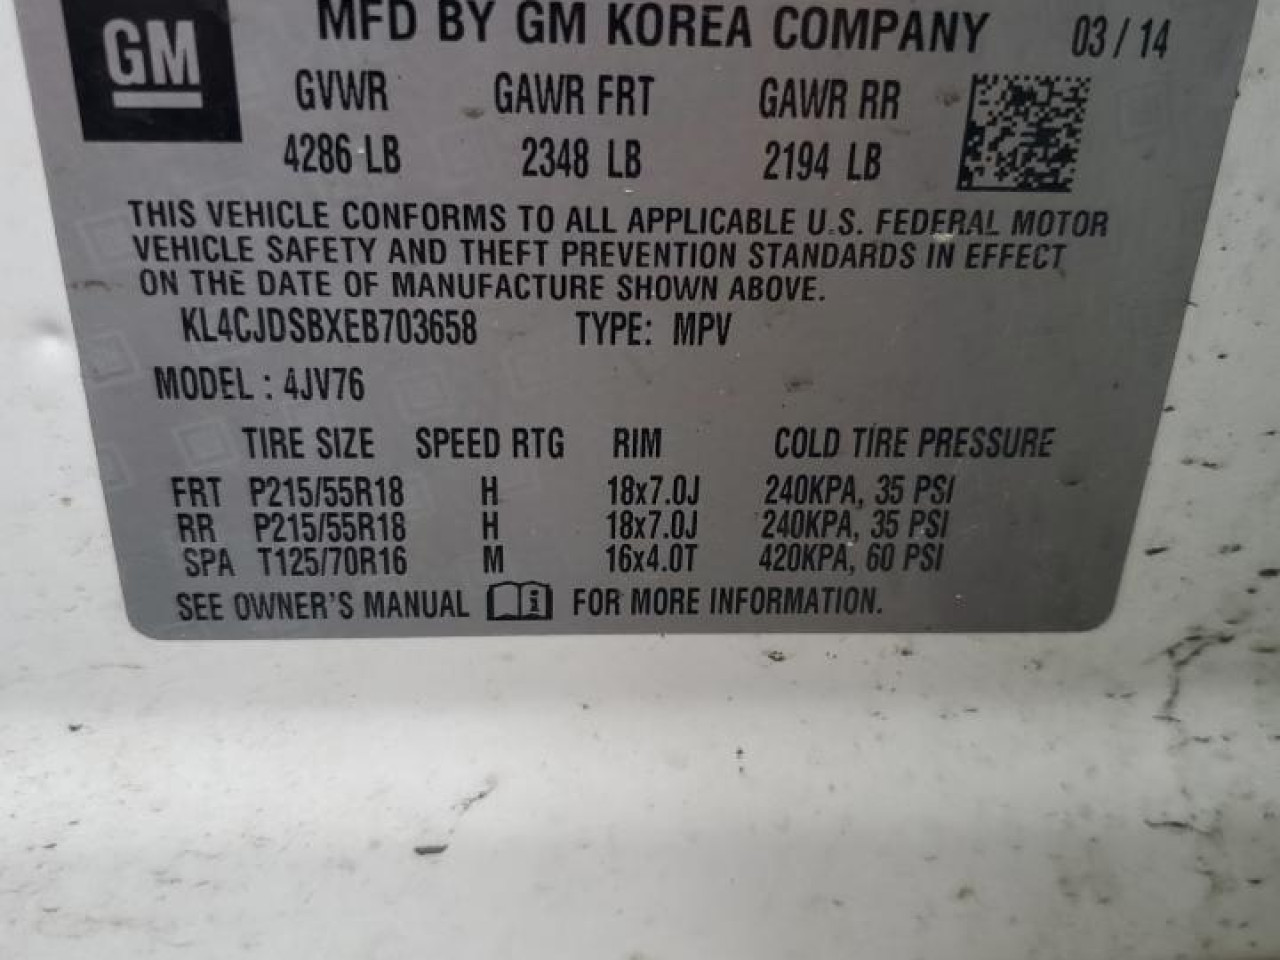 GM
MFD BY GM KOREA COMPANY 03 / 14
GVWR GAWR FRT GAWR RR
4286 LB 2348 LB 2194 LB
THIS VEHICLE CONFORMS TO ALL APPLICABLE U.S. FEDERAL MOTOR
VEHICLE SAFETY AND THEFT PREVENTION STANDARDS IN EFFECT
ON THE DATE OF MANUFACTURE SHOWN ABOVE.
KL4CJDSBXEB703658 TYPE: MPV
MODEL : 4JV76
TIRE SIZE SPEED RTG RIM COLD TIRE PRESSURE
FRT P215/55R18 H 18x7.0J 240KPA, 35 PSI
RR P215/55R18 H 18x7.0J 240KPA, 35 PSI
SPA T125/70R16 M 16x4.0T 420KPA, 60 PSI
SEE OWNER'S MANUAL i FOR MORE INFORMATION.